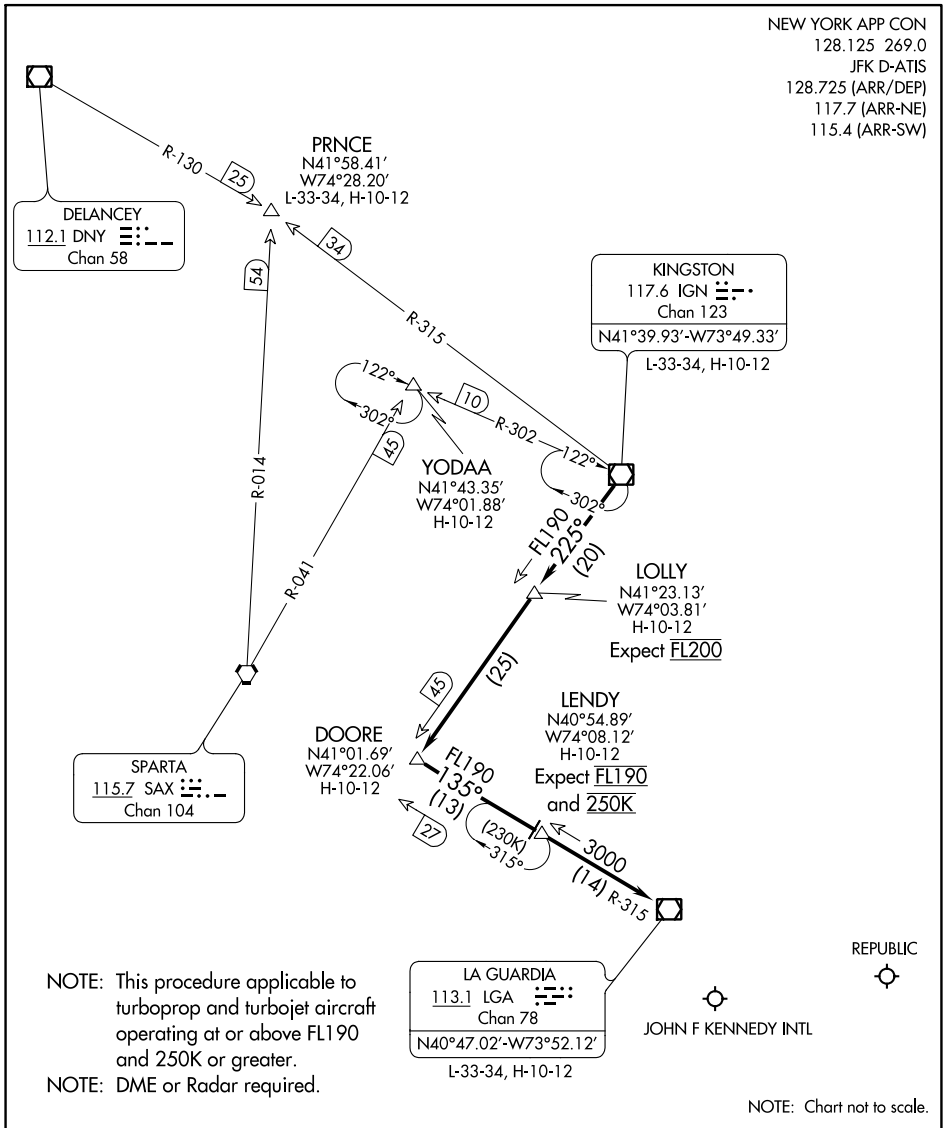 NEW YORK APP CON
128.125 269.0
JFK D-ATIS
128.725 (ARR/DEP)
117.7 (ARR-NE)
115.4 (ARR-SW)
R-130
25
PRNCE
N41°58.41'
W74°28.20'
L-33-34, H-10-12
DELANCEY
112.1 DNY
Chan 58
54
34
R-315
KINGSTON
117.6 IGN
Chan 123
N41°39.93'-W73°49.33'
L-33-34, H-10-12
122°
302°
10
R-302
122°
302°
45
YODAA
N41°43.35'
W74°01.88'
H-10-12
R-014
R-041
FL190
225°
(20)
LOLLY
N41°23.13'
W74°03.81'
H-10-12
Expect FL200
(25)
45
LENDY
N40°54.89'
W74°08.12'
H-10-12
Expect FL190
and 250K
DOORE
N41°01.69'
W74°22.06'
H-10-12
FL190
135°
(13)
27
(230K)
315°
3000
(14)
R-315
SPARTA
115.7 SAX
Chan 104
LA GUARDIA
113.1 LGA
Chan 78
N40°47.02'-W73°52.12'
L-33-34, H-10-12
REPUBLIC
JOHN F KENNEDY INTL
NOTE: This procedure applicable to
turboprop and turbojet aircraft
operating at or above FL190
and 250K or greater.
NOTE: DME or Radar required.
NOTE: Chart not to scale.